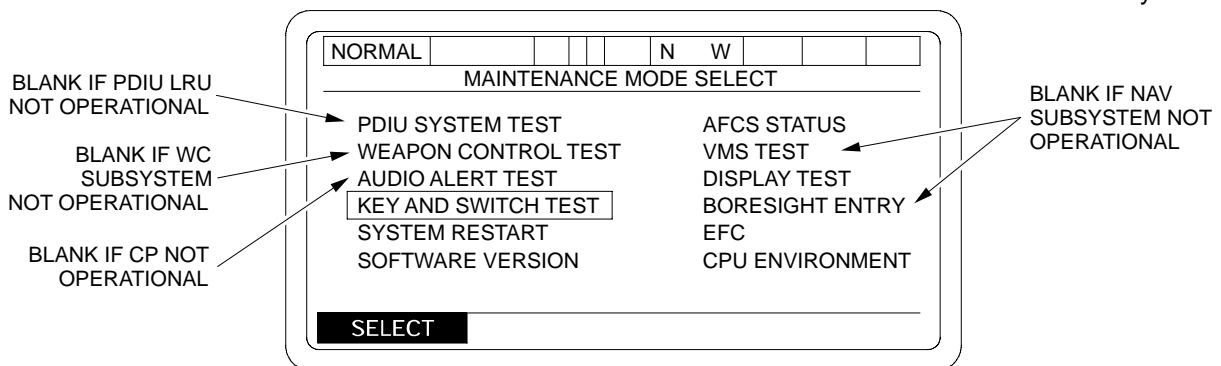 NORMAL N W
MAINTENANCE MODE SELECT
BLANK IF PDIU LRU
NOT OPERATIONAL
BLANK IF WC
SUBSYSTEM
NOT OPERATIONAL
BLANK IF CP NOT
OPERATIONAL
PDIU SYSTEM TEST
WEAPON CONTROL TEST
AUDIO ALERT TEST
KEY AND SWITCH TEST
SYSTEM RESTART
SOFTWARE VERSION
AFCS STATUS
VMS TEST
DISPLAY TEST
BORESIGHT ENTRY
EFC
CPU ENVIRONMENT
BLANK IF NAV
SUBSYSTEM NOT
OPERATIONAL
SELECT